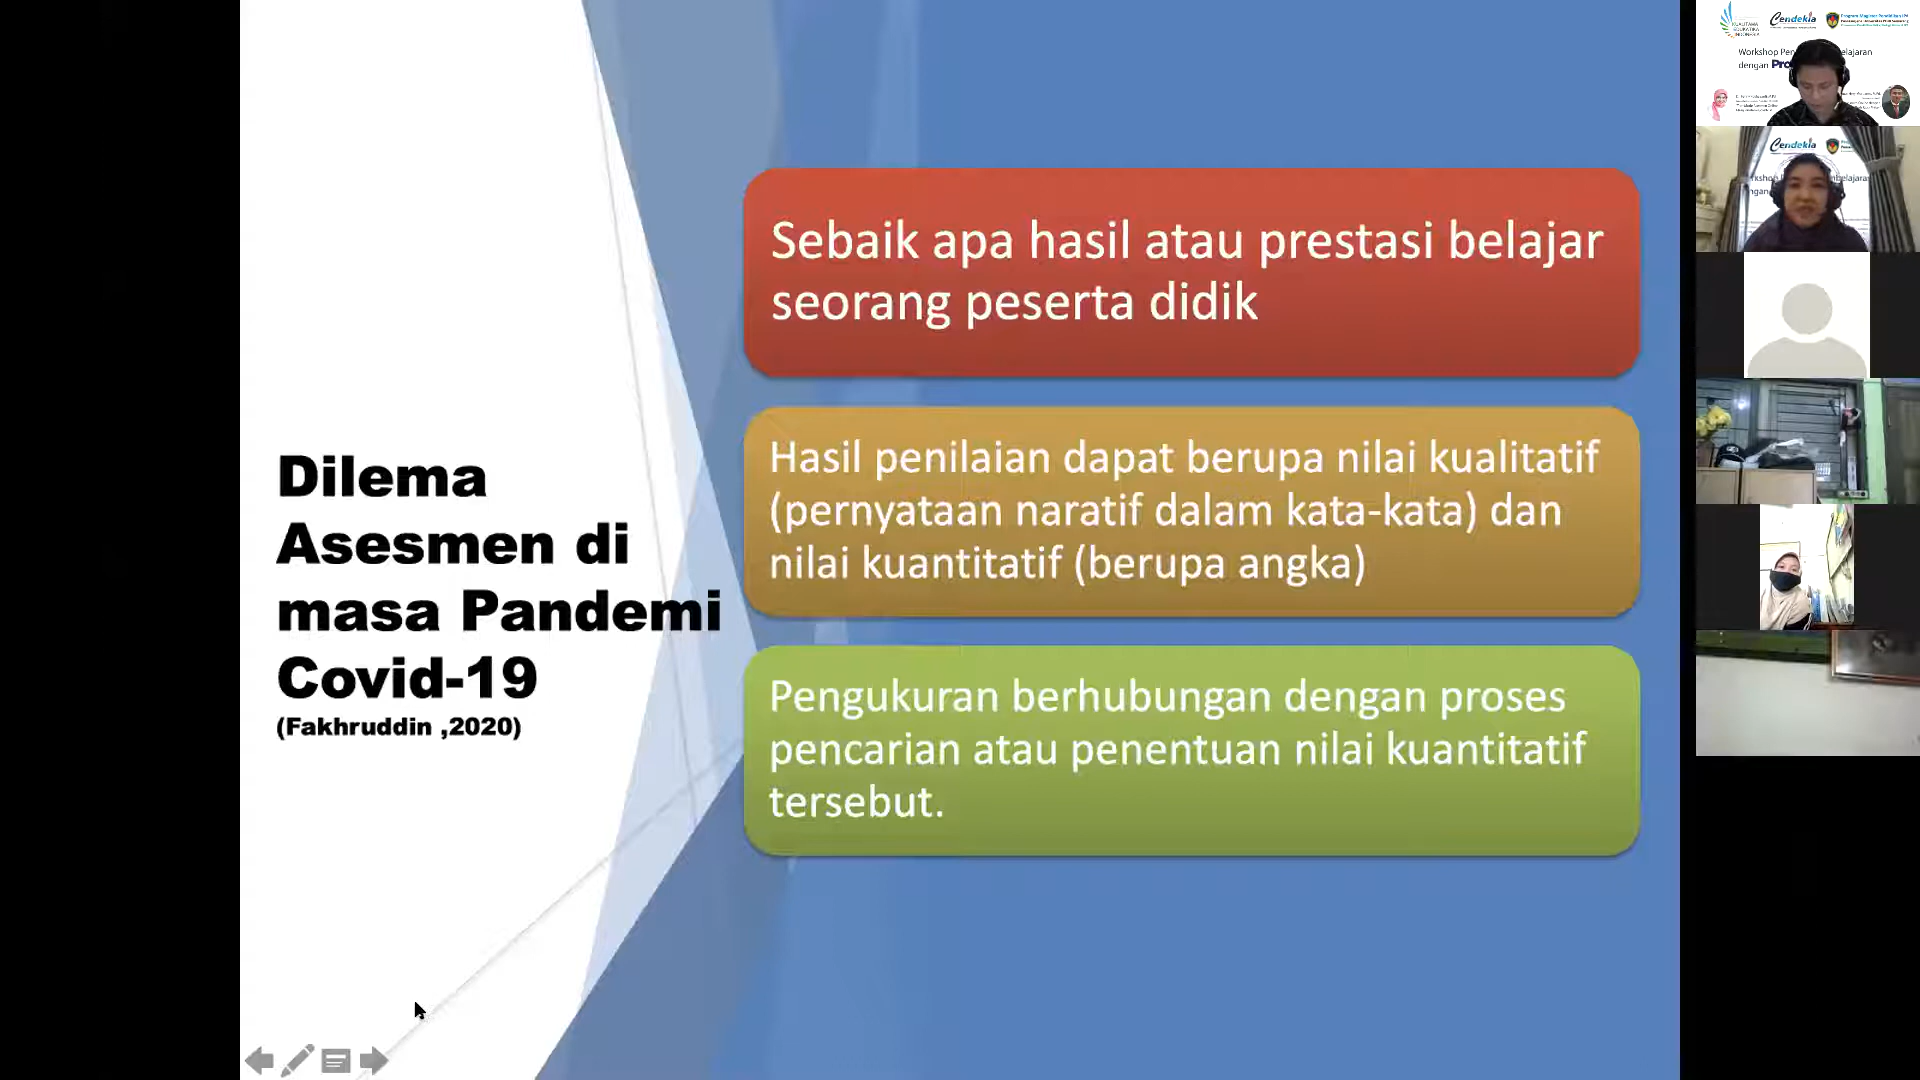 Dilema
Asesmen di
masa Pandemi
Covid-19
(Fakhruddin ,2020)
Sebaik apa hasil atau prestasi belajar
seorang peserta didik
Hasil penilaian dapat berupa nilai kualitatif
(pernyataan naratif dalam kata-kata) dan
nilai kuantitatif (berupa angka)
Pengukuran berhubungan dengan proses
pencarian atau penentuan nilai kuantitatif
tersebut.
Cendekia
Workshop
dengan
Cendekia